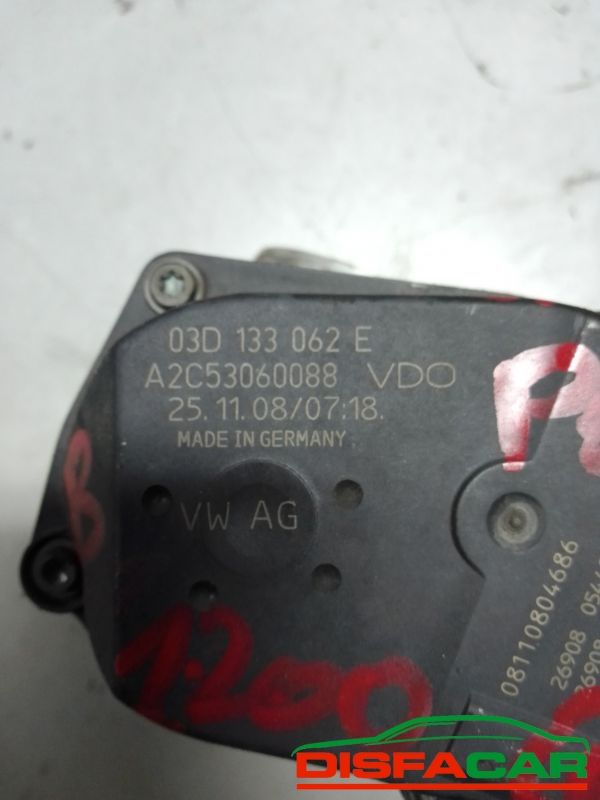 03D 133 062 E
A2C53060088 VDO
25.11.08/07:18.
MADE IN GERMANY
VW AG
B
1.200
08110804686
26908
26908
DISFACAR